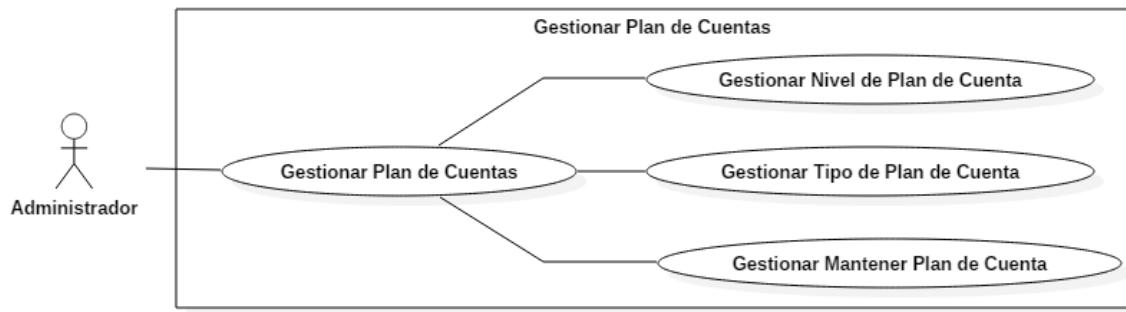 Gestionar Plan de Cuentas
Gestionar Nivel de Plan de Cuenta
Gestionar Plan de Cuentas
Gestionar Tipo de Plan de Cuenta
Administrador
Gestionar Mantener Plan de Cuenta